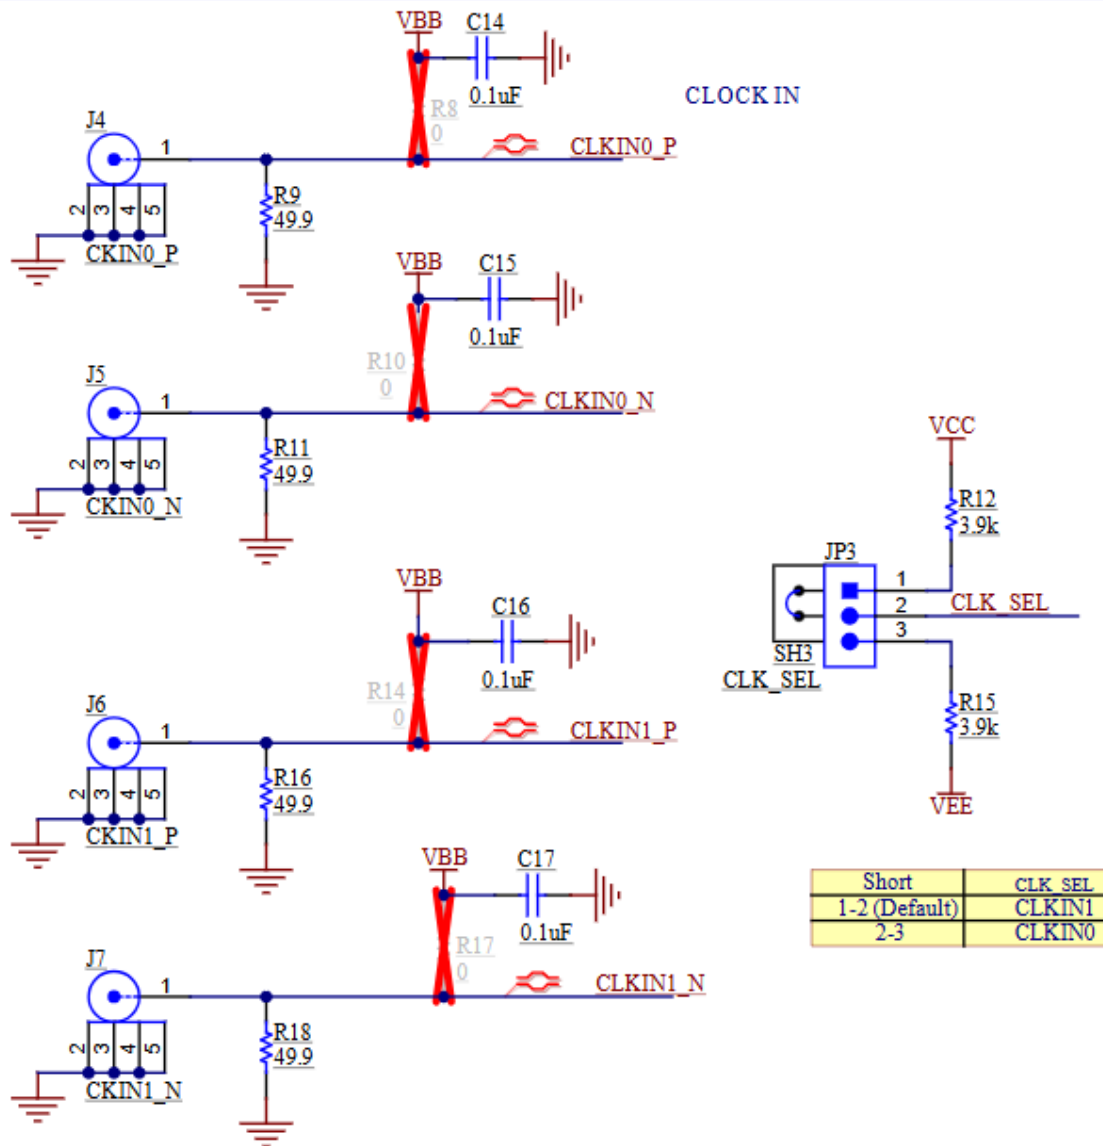 VBB
C14
0.1uF
R8
0
CLOCK IN
J4
1
CLKIN0_P
2
3
4
5
R9
49.9
CKIN0_P
VBB
C15
0.1uF
R10
0
J5
1
CLKIN0_N
2
3
4
5
R11
49.9
CKIN0_N
VCC
R12
3.9k
JP3
1
2
3
CLK_SEL
SH3
CLK_SEL
R15
3.9k
VEE
VBB
C16
0.1uF
R14
0
J6
1
CLKIN1_P
2
3
4
5
R16
49.9
CKIN1_P
VBB
C17
0.1uF
R17
0
Short CLK_SEL
1-2 (Default) CLKIN1
2-3 CLKIN0
J7
1
CLKIN1_N
2
3
4
5
R18
49.9
CKIN1_N